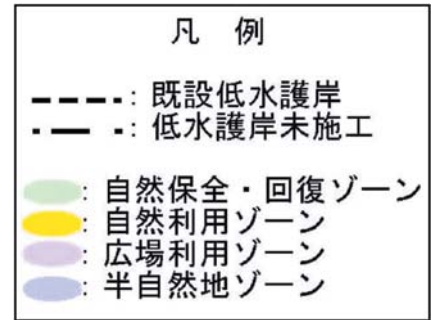 凡 例
: 既設低水護岸
: 低水護岸未施工
: 自然保全・回復ゾーン
: 自然利用ゾーン
: 広場利用ゾーン
: 半自然地ゾーン